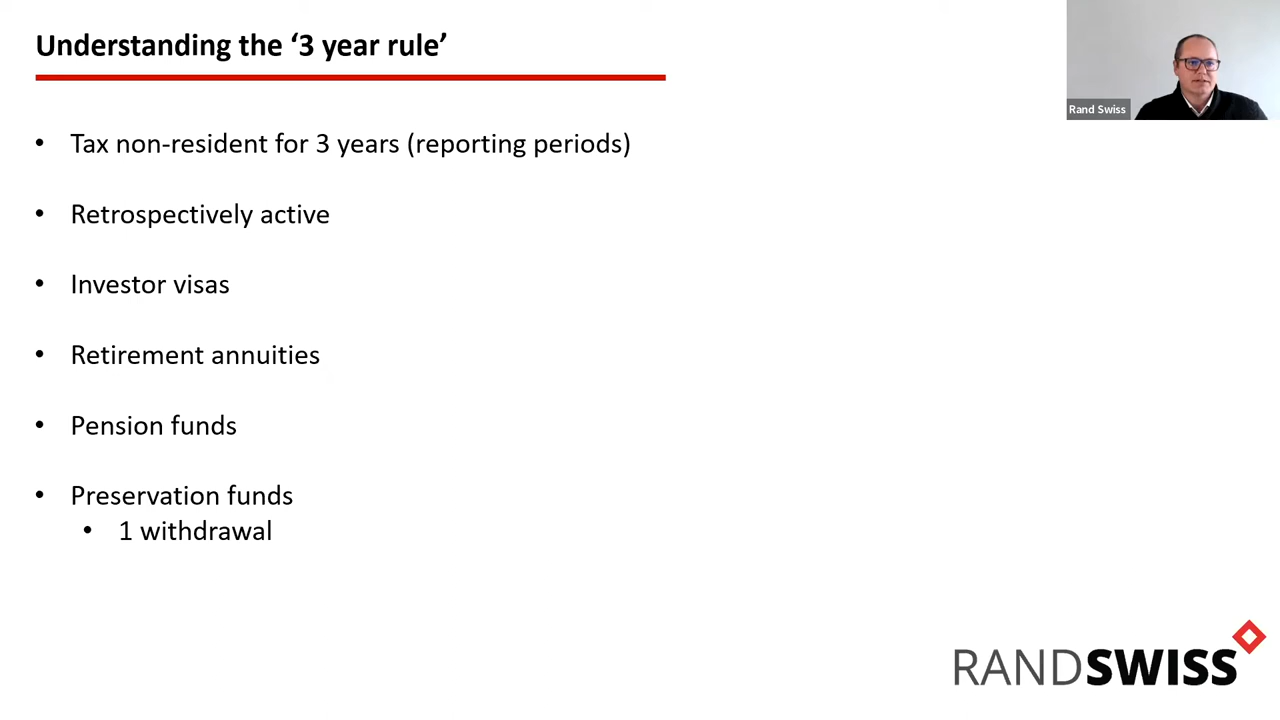 Understanding the ‘3 year rule’
Rand Swiss
• Tax non-resident for 3 years (reporting periods)
• Retrospectively active
• Investor visas
• Retirement annuities
• Pension funds
• Preservation funds
• 1 withdrawal
RANDSWISS